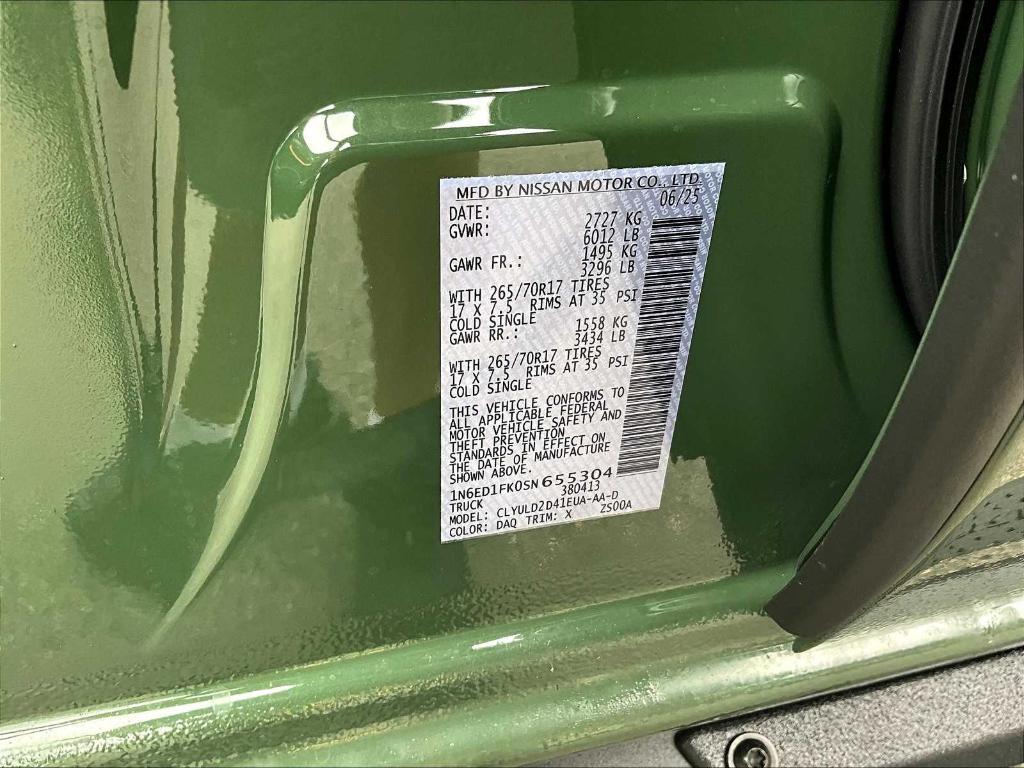 MFD BY NISSAN MOTOR CO., LTD.
DATE: 06/25
GVWR: 2727 KG
6012 LB
GAWR FR.: 1495 KG
3296 LB
WITH 265/70R17 TIRES
17 X 7.5 RIMS AT 35 PSI
COLD SINGLE
GAWR RR.: 1558 KG
3434 LB
WITH 265/70R17 TIRES
17 X 7.5 RIMS AT 35 PSI
COLD SINGLE
THIS VEHICLE CONFORMS TO
ALL APPLICABLE FEDERAL
MOTOR VEHICLE SAFETY AND
THEFT PREVENTION
STANDARDS IN EFFECT ON
THE DATE OF MANUFACTURE
SHOWN ABOVE.
1N6ED1FK0SN655304
TRUCK 380413
MODEL: CLYULD2D41EUA-AA-D
COLOR: DAQ TRIM: X ZS00A